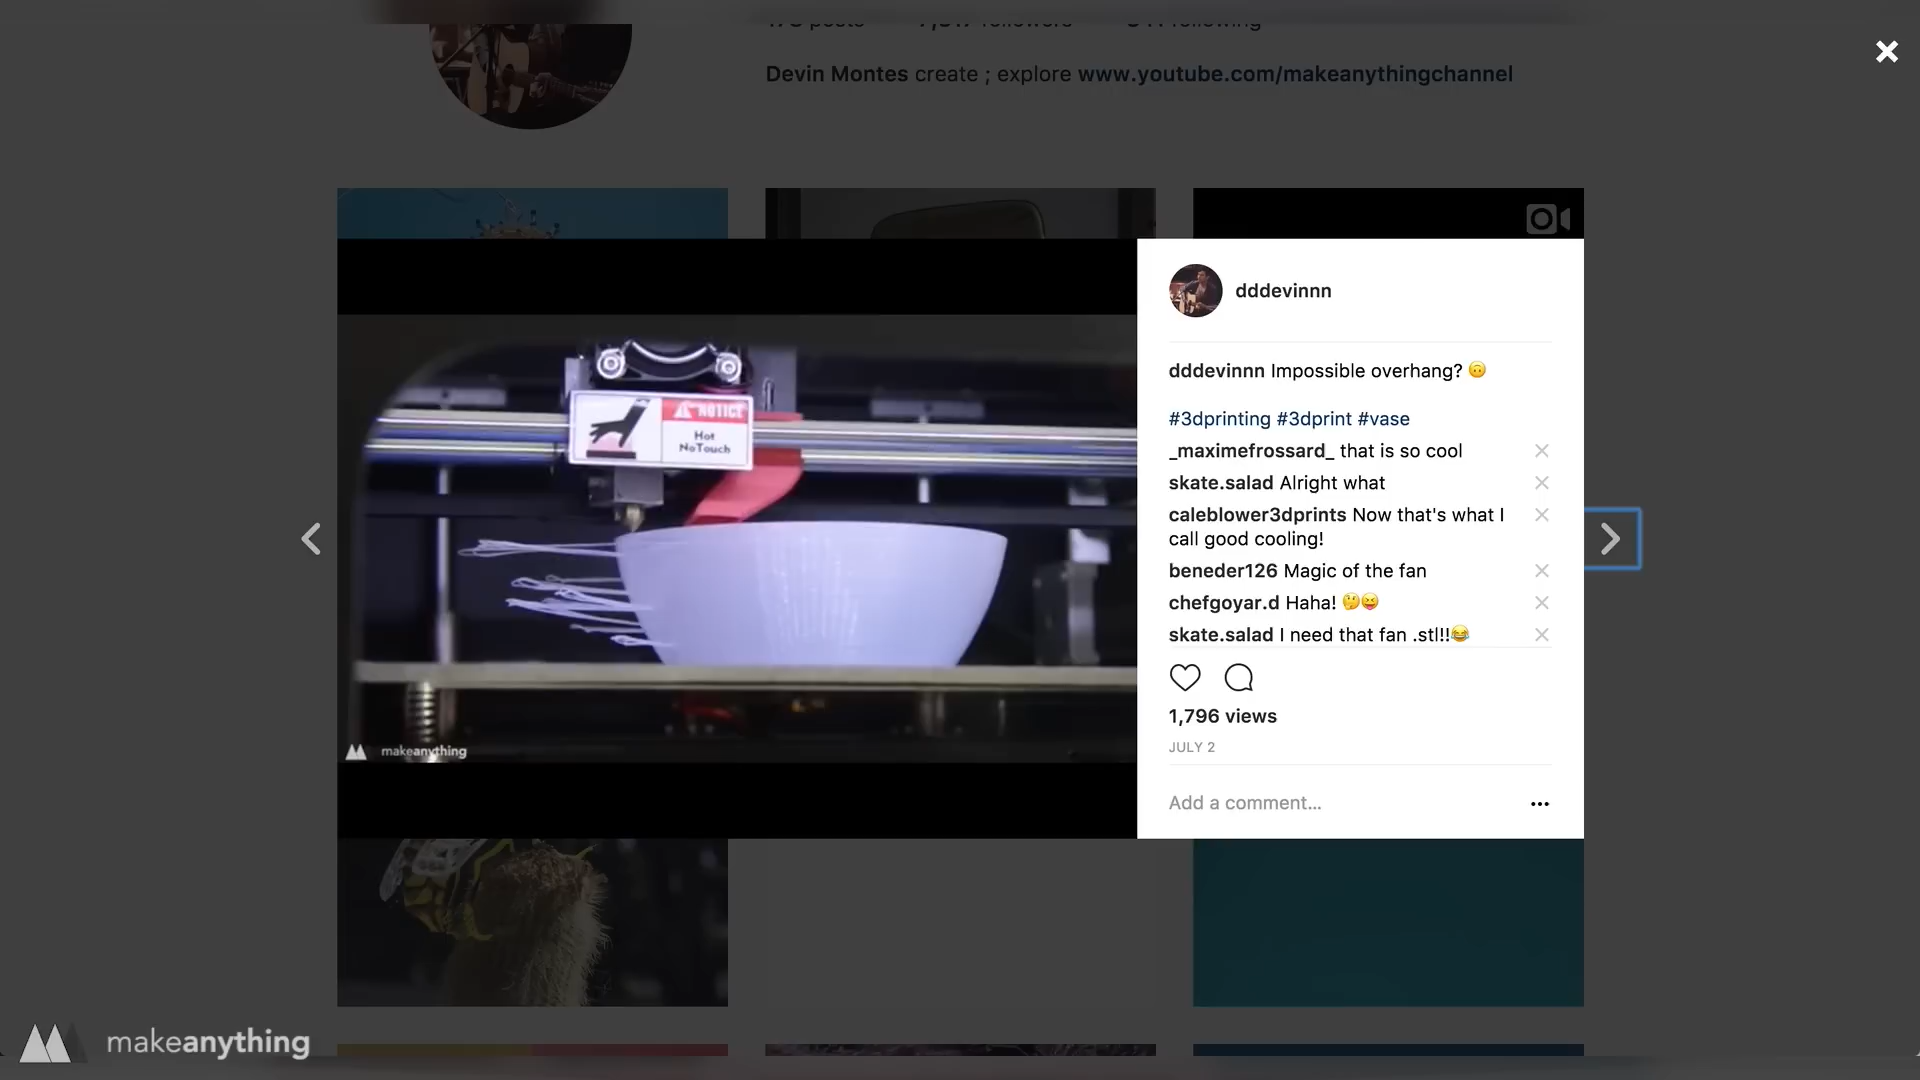 Devin Montes create ; explore www.youtube.com/makeanythingchannel
dddevinnn
NOTICE
Hot
NoTouch
dddevinnn Impossible overhang? 🙃
#3dprinting #3dprint #vase
_maximefrossard_ that is so cool
skate.salad Alright what
caleblower3dprints Now that's what I
call good cooling!
beneder126 Magic of the fan
chefgoyar.d Haha! 🤔😝
skate.salad I need that fan .stl!!😂
1,796 views
JULY 2
Add a comment...
makeanything
makeanything